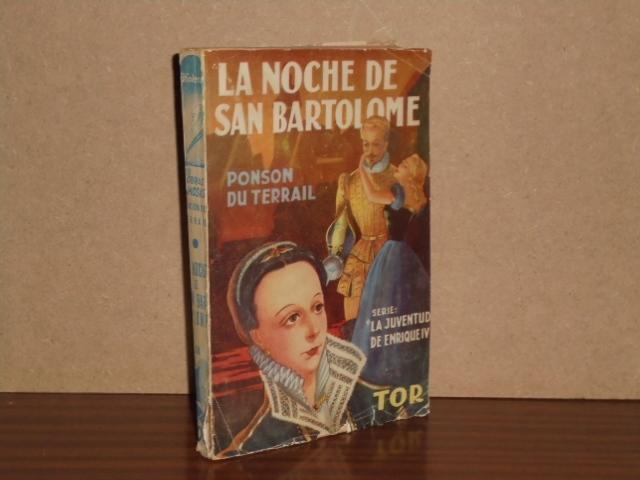 LA NOCHE DE
SAN BARTOLOME
PONSON
DU TERRAIL
SERIE:
"LA JUVENTUD
DE ENRIQUE IV
TOR